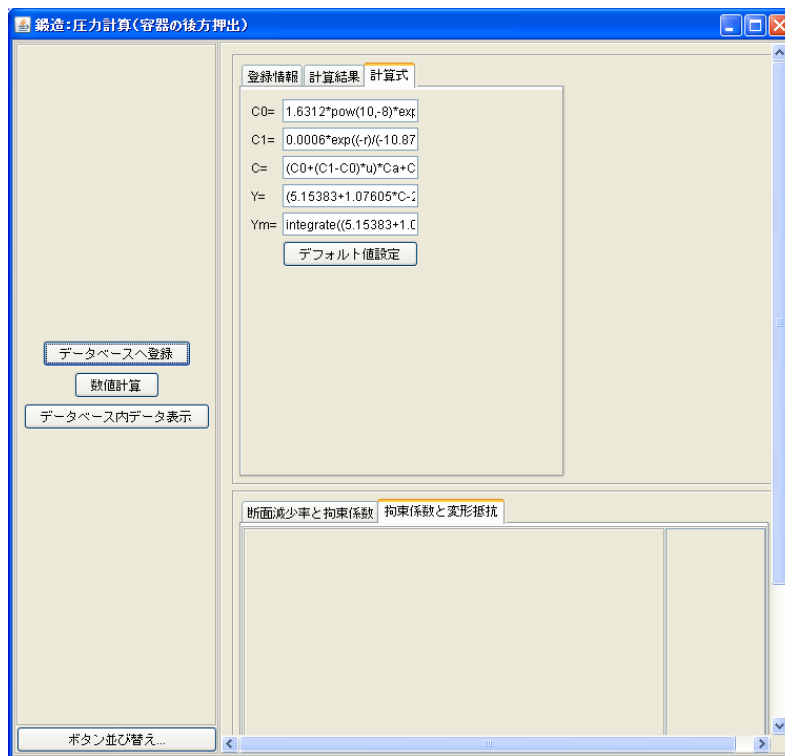 鍛造:圧力計算(容器の後方押出)
データベースへ登録
数値計算
データベース内データ表示
ボタン並び替え...
登録情報 計算結果 計算式
C0= 1.6312*pow(10,-8)*exp
C1= 0.0006*exp((-r)/(-10.87
C= (C0+(C1-C0)*u)*Ca+C
Y= (5.15383+1.07605*C-2
Ym= integrate((5.15383+1.0
デフォルト値設定
断面減少率と拘束係数 拘束係数と変形抵抗